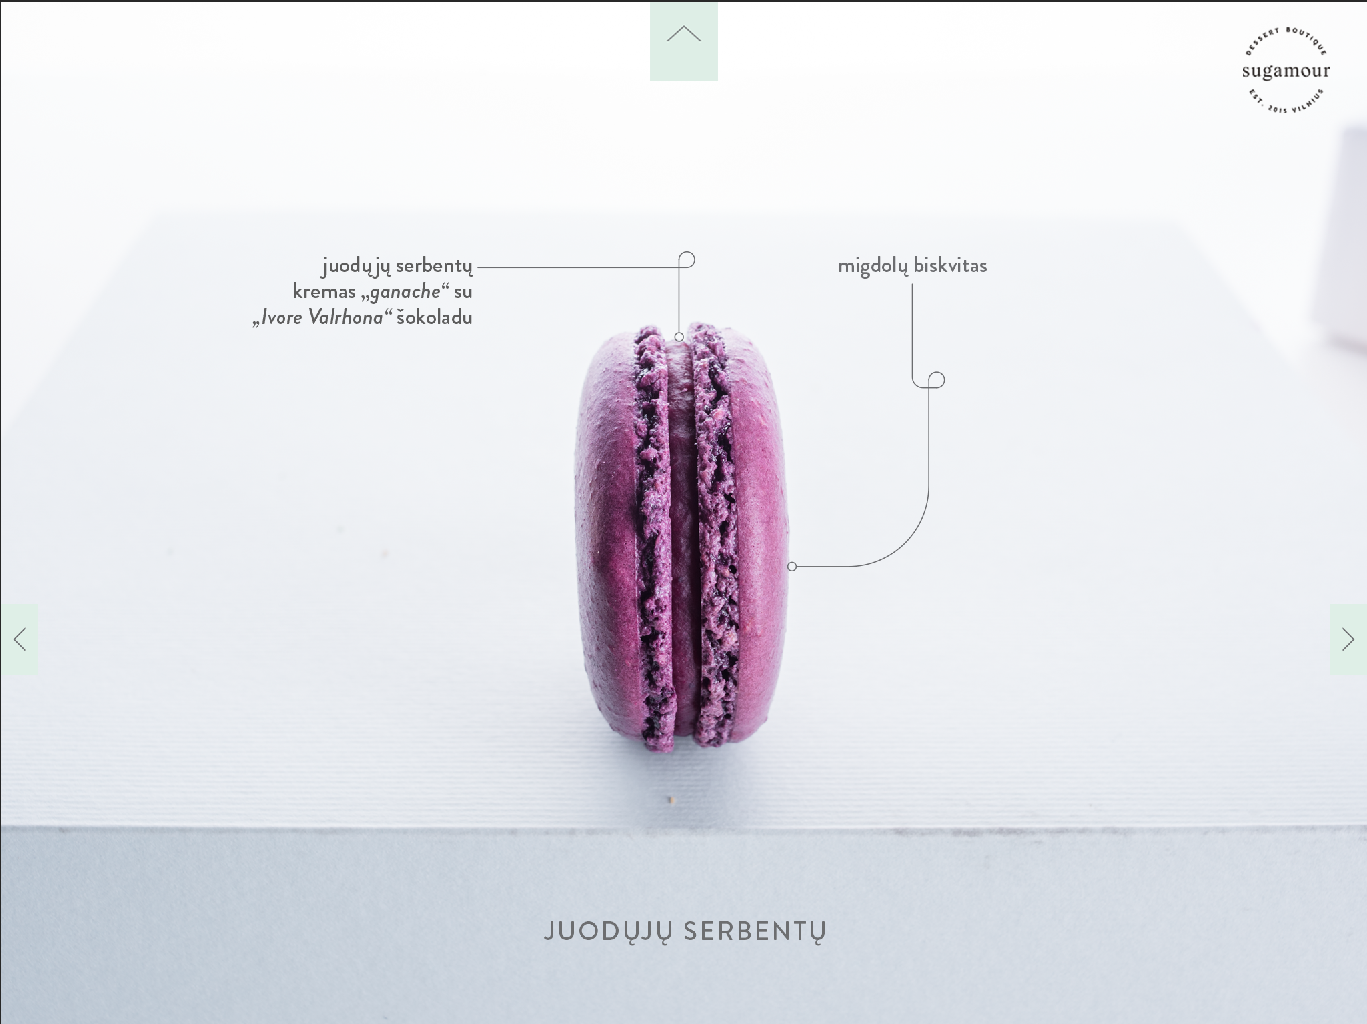 DESSERT BOUTIQUE
sugamour
EST. 2015 VILNIUS
juodųjų serbentų
kremas „ganache“ su
„Ivore Valrhona“ šokoladu
migdolų biskvitas
JUODŲJŲ SERBENTŲ